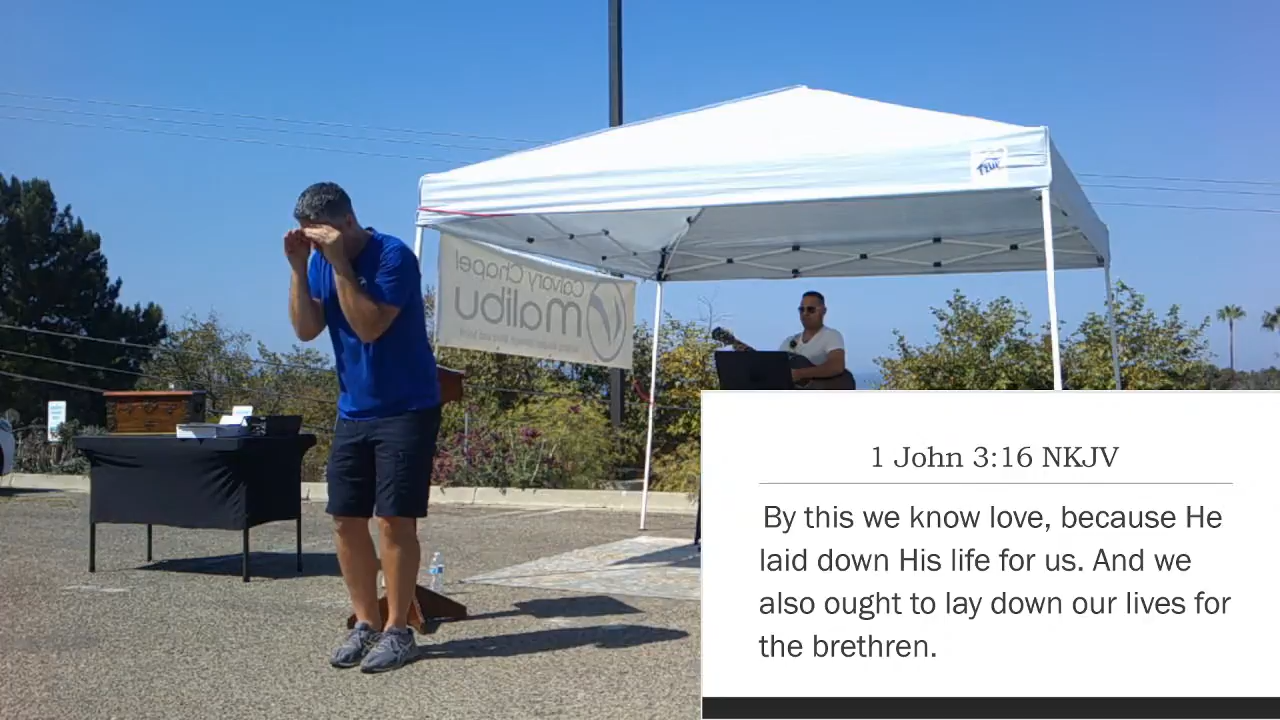 Calvary Chapel
Malibu
1 John 3:16 NKJV
By this we know love, because He
laid down His life for us. And we
also ought to lay down our lives for
the brethren.